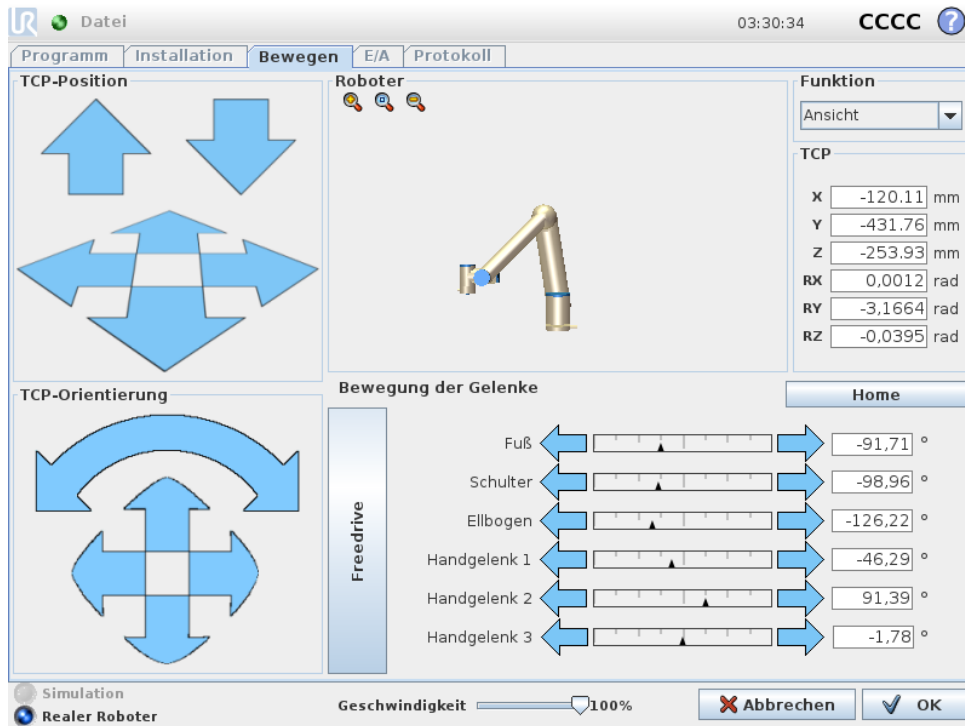 UR Datei 03:30:34 CCCC ?
Programm Installation Bewegen E/A Protokoll
TCP-Position
Roboter
Funktion
Ansicht
TCP
X -120.11 mm
Y -431.76 mm
Z -253.93 mm
RX 0,0012 rad
RY -3,1664 rad
RZ -0,0395 rad
TCP-Orientierung
Bewegung der Gelenke
Home
Freedrive
Fuß -91,71 °
Schulter -98,96 °
Ellbogen -126,22 °
Handgelenk 1 -46,29 °
Handgelenk 2 91,39 °
Handgelenk 3 -1,78 °
Simulation
Realer Roboter
Geschwindigkeit 100%
Abbrechen
OK